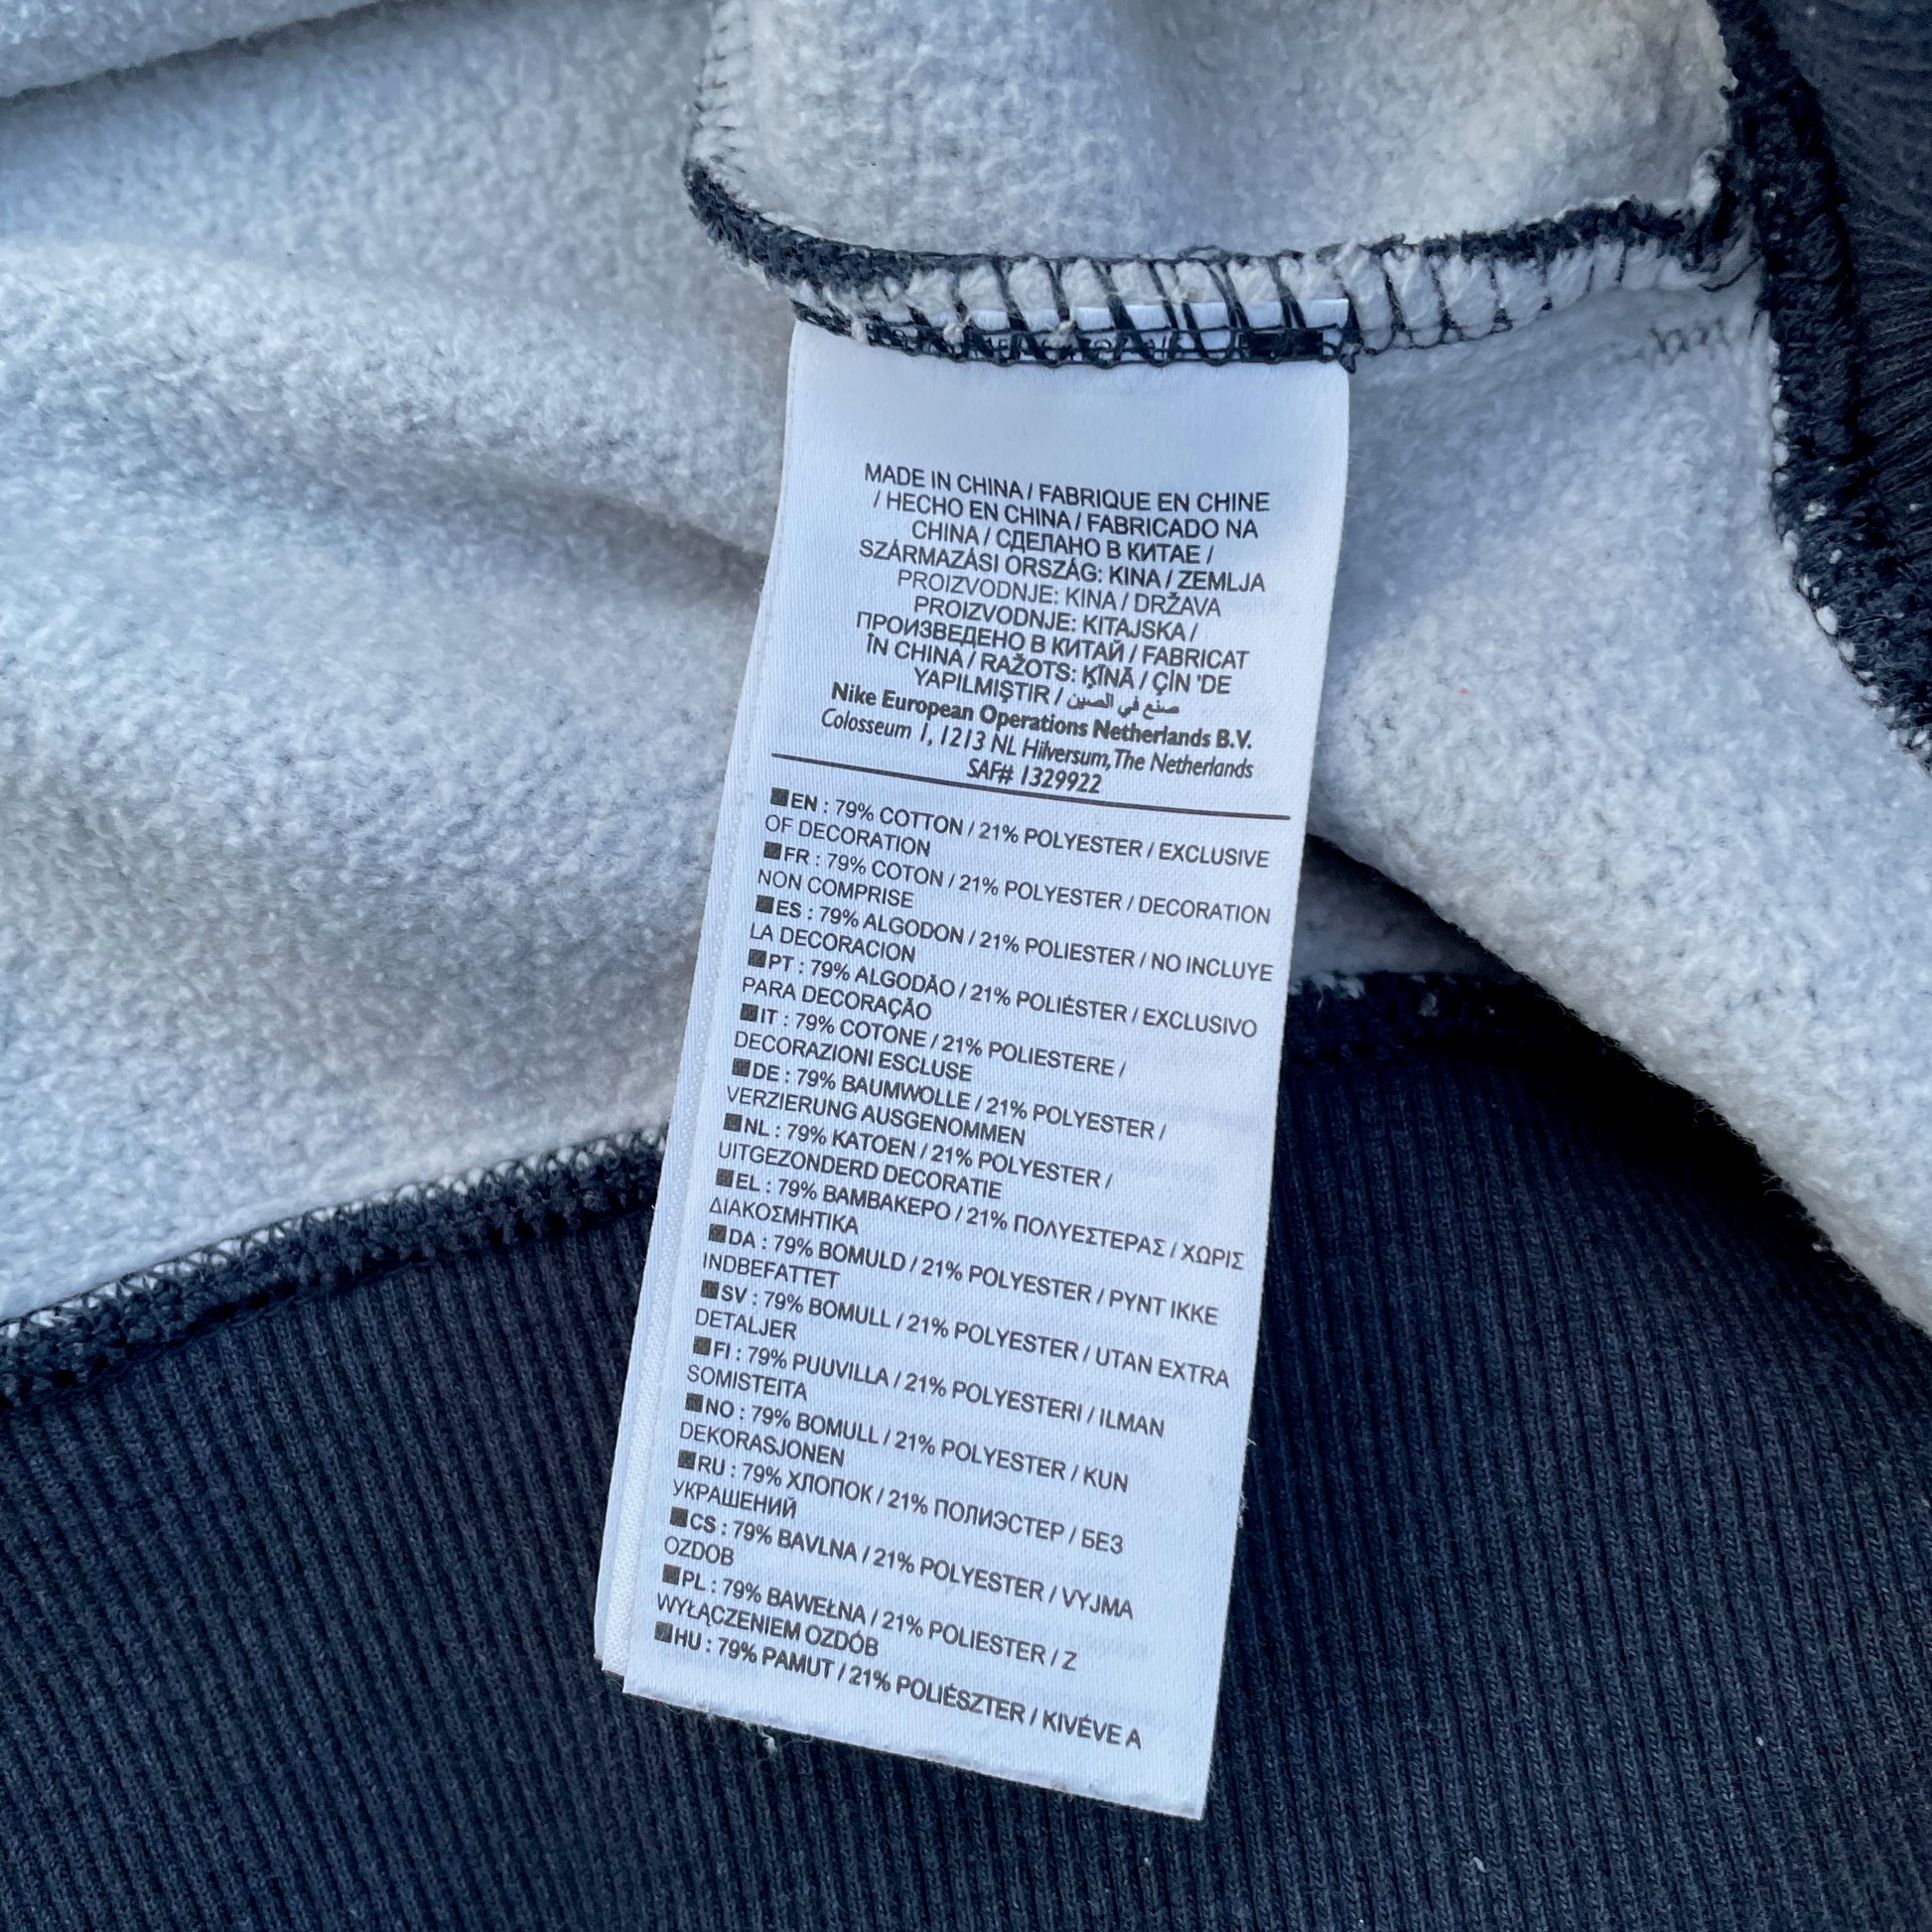 MADE IN CHINA / FABRIQUE EN CHINE
/ HECHO EN CHINA / FABRICADO NA
CHINA / СДЕЛАНО В КИТАЕ /
SZÁRMAZÁSI ORSZÁG: KINA / ZEMLJA
PROIZVODNJE: KINA / DRŽAVA
PROIZVODNJE: KITAJSKA /
ПРОИЗВЕДЕНО В КИТАЙ / FABRICAT
ÎN CHINA / RAŽOTS: ĶĪNĀ / ÇİN 'DE
YAPILMIŞTIR / صنع في الصين
Nike European Operations Netherlands B.V.
Colosseum 1, 1213 NL Hilversum, The Netherlands
SAF# 1329922
EN : 79% COTTON / 21% POLYESTER / EXCLUSIVE
OF DECORATION
FR : 79% COTON / 21% POLYESTER / DECORATION
NON COMPRISE
ES : 79% ALGODON / 21% POLIESTER / NO INCLUYE
LA DECORACION
PT : 79% ALGODÃO / 21% POLIÉSTER / EXCLUSIVO
PARA DECORAÇÃO
IT : 79% COTONE / 21% POLIESTERE /
DECORAZIONI ESCLUSE
DE : 79% BAUMWOLLE / 21% POLYESTER /
VERZIERUNG AUSGENOMMEN
NL : 79% KATOEN / 21% POLYESTER /
UITGEZONDERD DECORATIE
EL : 79% ΒΑΜΒΑΚΕΡΟ / 21% ΠΟΛΥΕΣΤΕΡΑΣ / ΧΩΡΙΣ
ΔΙΑΚΟΣΜΗΤΙΚΑ
DA : 79% BOMULD / 21% POLYESTER / PYNT IKKE
INDBEFATTET
SV : 79% BOMULL / 21% POLYESTER / UTAN EXTRA
DETALJER
FI : 79% PUUVILLA / 21% POLYESTERI / ILMAN
SOMISTEITA
NO : 79% BOMULL / 21% POLYESTER / KUN
DEKORASJONEN
RU : 79% ХЛОПОК / 21% ПОЛИЭСТЕР / БЕЗ
УКРАШЕНИЙ
CS : 79% BAVLNA / 21% POLYESTER / VYJMA
OZDOB
PL : 79% BAWEŁNA / 21% POLIESTER / Z
WYŁĄCZENIEM OZDÓB
HU : 79% PAMUT / 21% POLIÉSZTER / KIVÉVE A